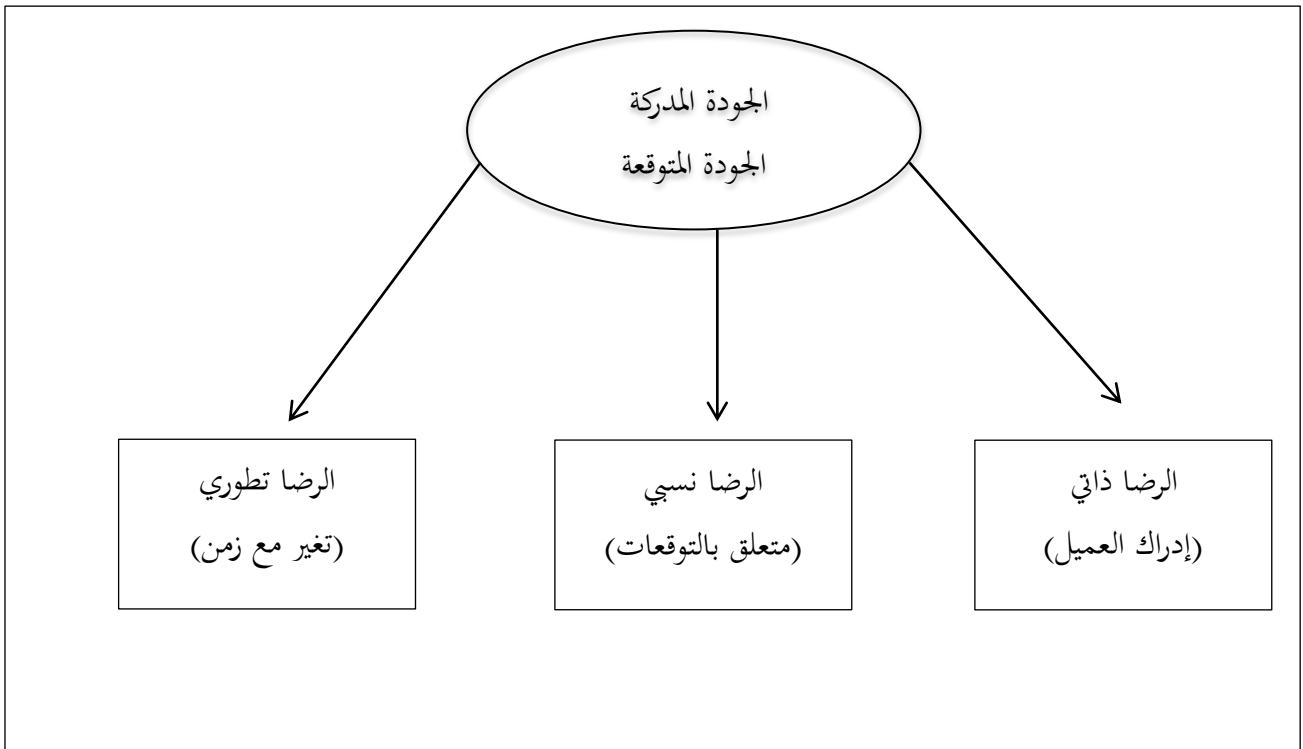 الجودة المدركة
الجودة المتوقعة
الرضا ذاتي
(إدراك العميل)
الرضا نسبي
(متعلق بالتوقعات)
الرضا تطوري
(تغير مع زمن)